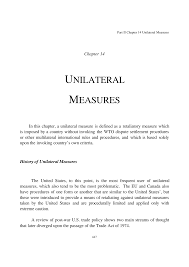 Part II Chapter 14 Unilateral Measures
Chapter 14
UNILATERAL
MEASURES
In this chapter, a unilateral measure is defined as a retaliatory measure which
is imposed by a country without invoking the WTO dispute settlement procedures
or other multilateral international rules and procedures, and which is based solely
upon the invoking country's own criteria.
History of Unilateral Measures
The United States, to this point, is the most frequent user of unilateral
measures, which also tend to be the most problematic. The EU and Canada also
have procedures of one form or another that are similar to the United States', but
these were introduced to provide a means of retaliating against unilateral measures
taken by the United States and are procedurally limited and applied only with
extreme caution.
A review of post-war U.S. trade policy shows two main streams of thought
that have diverged upon the passage of the Trade Act of 1974: